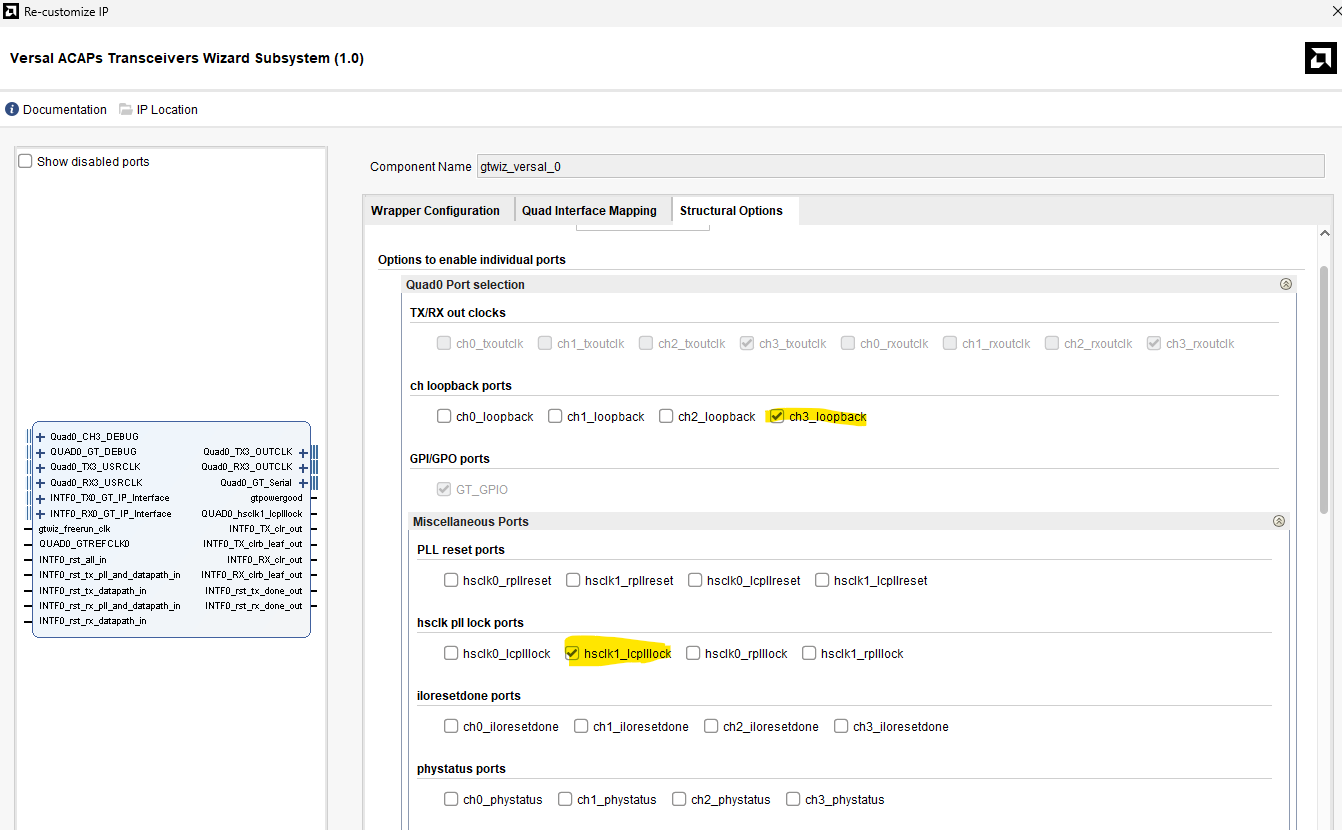 Re-customize IP
Versal ACAPs Transceivers Wizard Subsystem (1.0)
Documentation IP Location
Show disabled ports
Component Name gtwiz_versal_0
Wrapper Configuration Quad Interface Mapping Structural Options
Options to enable individual ports
Quad0 Port selection
TX/RX out clocks
ch0_txoutclk ch1_txoutclk ch2_txoutclk ch3_txoutclk ch0_rxoutclk ch1_rxoutclk ch2_rxoutclk ch3_rxoutclk
ch loopback ports
ch0_loopback ch1_loopback ch2_loopback ch3_loopback
GPI/GPO ports
GT_GPIO
Miscellaneous Ports
PLL reset ports
hsclk0_rpllreset hsclk1_rpllreset hsclk0_lcpllreset hsclk1_lcpllreset
hsclk pll lock ports
hsclk0_lcplllock hsclk1_lcplllock hsclk0_rplllock hsclk1_rplllock
iloresetdone ports
ch0_iloresetdone ch1_iloresetdone ch2_iloresetdone ch3_iloresetdone
phystatus ports
ch0_phystatus ch1_phystatus ch2_phystatus ch3_phystatus
Quad0_CH3_DEBUG
QUAD0_GT_DEBUG Quad0_TX3_OUTCLK
Quad0_TX3_USRCLK Quad0_RX3_OUTCLK
Quad0_RX3_USRCLK Quad0_GT_Serial
INTF0_TX0_GT_IP_Interface gtpowergood
INTF0_RX0_GT_IP_Interface QUAD0_hsclk1_lcplllock
gtwiz_freerun_clk INTF0_TX_clr_out
QUAD0_GTREFCLK0 INTF0_TX_clrb_leaf_out
INTF0_rst_all_in INTF0_RX_clr_out
INTF0_rst_tx_pll_and_datapath_in INTF0_RX_clrb_leaf_out
INTF0_rst_tx_datapath_in INTF0_rst_tx_done_out
INTF0_rst_rx_pll_and_datapath_in INTF0_rst_rx_done_out
INTF0_rst_rx_datapath_in